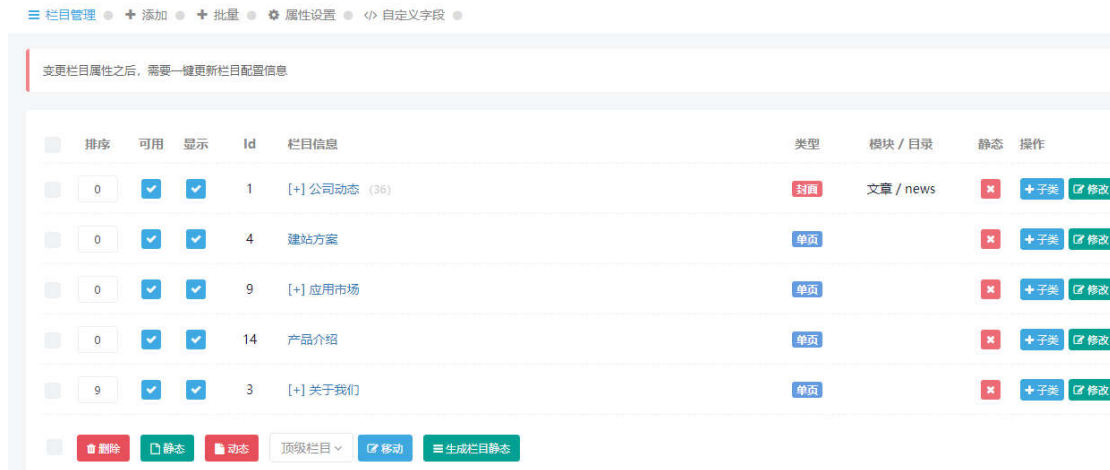 栏目管理 添加 批量 属性设置 </> 自定义字段
变更栏目属性之后，需要一键更新栏目配置信息
排序 可用 显示 Id 栏目信息 类型 模块 / 目录 静态 操作
0 1 [+] 公司动态 (36) 封面 文章 / news +子类 修改
0 4 建站方案 单页 +子类 修改
0 9 [+] 应用市场 单页 +子类 修改
0 14 产品介绍 单页 +子类 修改
9 3 [+] 关于我们 单页 +子类 修改
删除 静态 动态 顶级栏目 移动 生成栏目静态